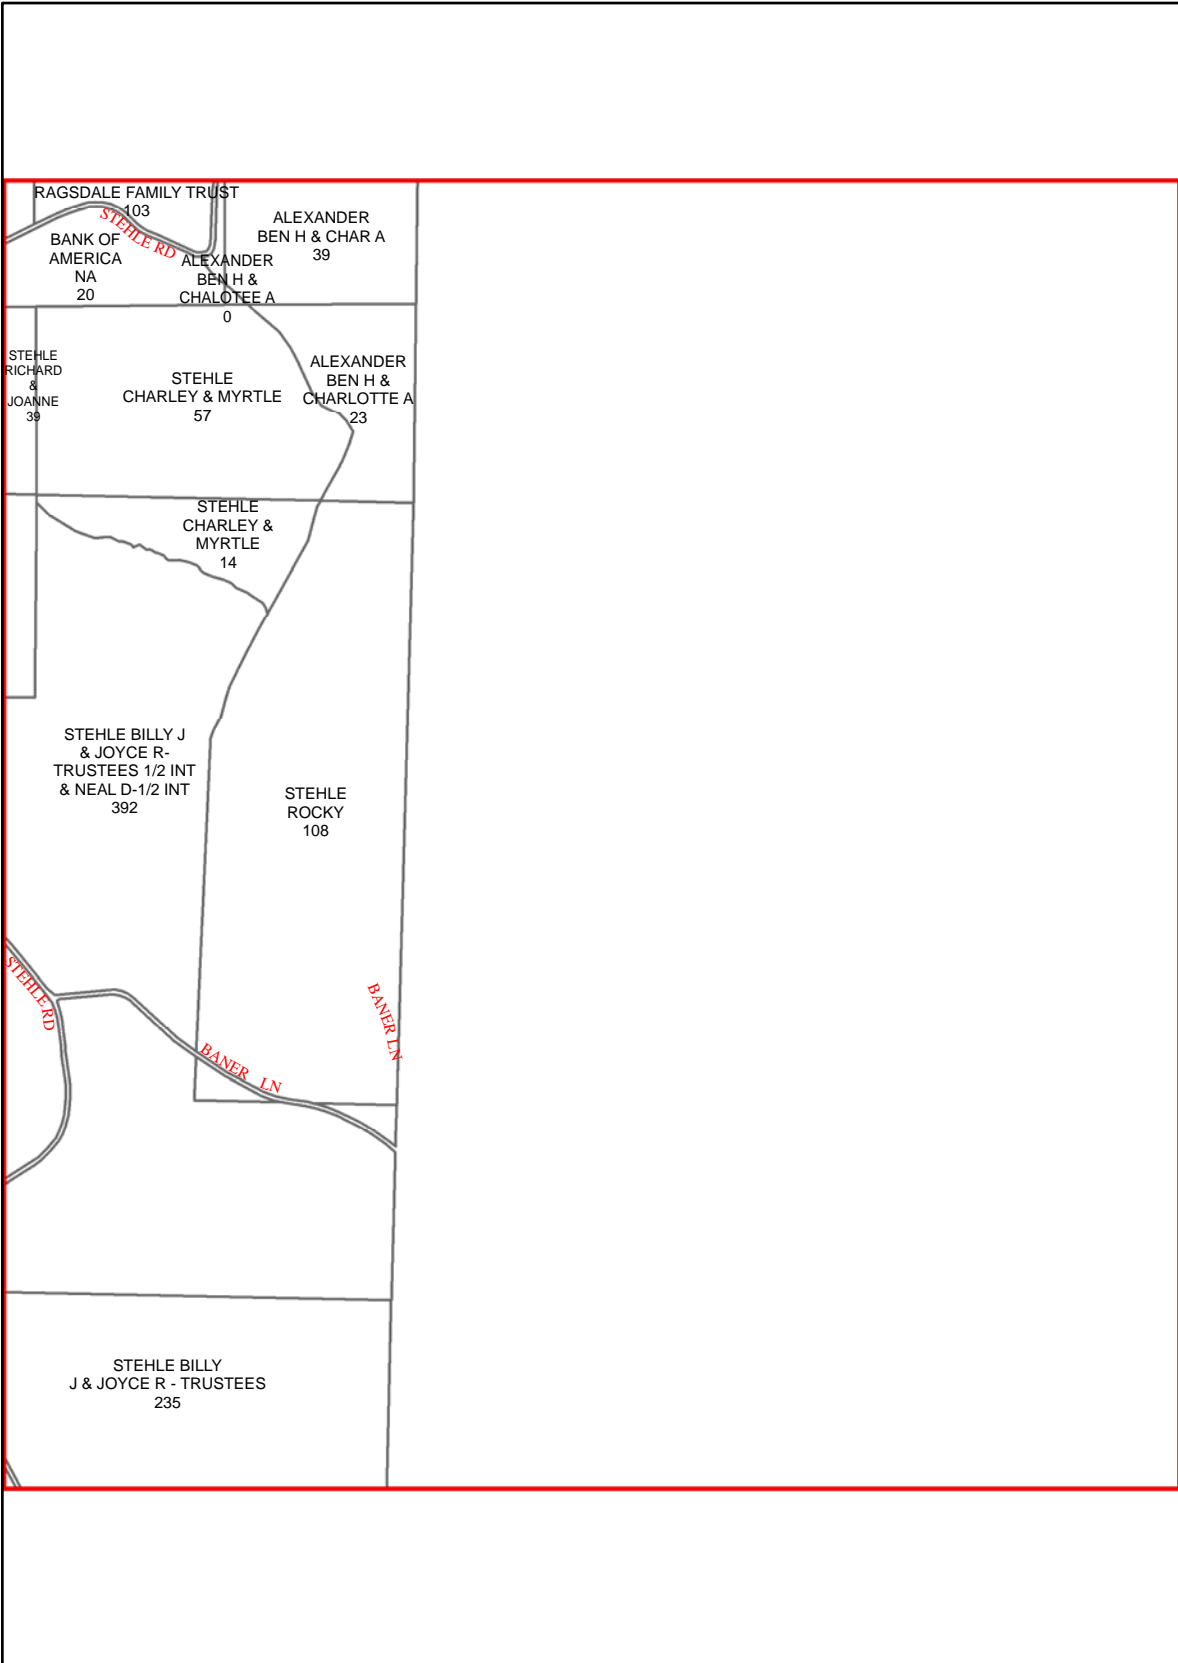 RAGSDALE FAMILY TRUST
103
STEHLE RD
ALEXANDER
BEN H & CHAR A
39
BANK OF
AMERICA
NA
20
ALEXANDER
BEN H &
CHALOTEE A
0
STEHLE
RICHARD
&
JOANNE
39
STEHLE
CHARLEY & MYRTLE
57
ALEXANDER
BEN H &
CHARLOTTE A
23
STEHLE
CHARLEY &
MYRTLE
14
STEHLE BILLY J
& JOYCE R-
TRUSTEES 1/2 INT
& NEAL D-1/2 INT
392
STEHLE
ROCKY
108
STEHLE RD
BANER LN
BANER LN
STEHLE BILLY
J & JOYCE R - TRUSTEES
235